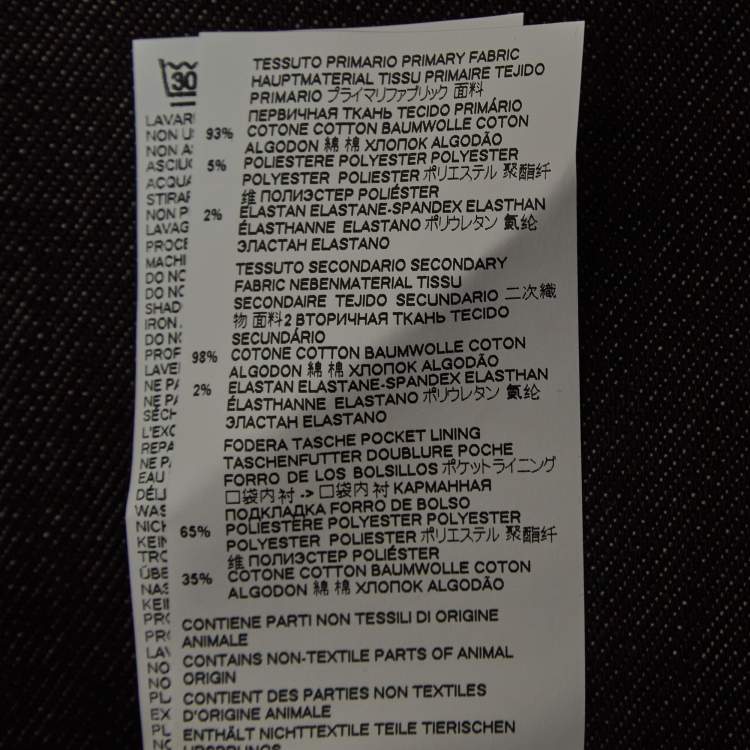 30
TESSUTO PRIMARIO PRIMARY FABRIC
HAUPTMATERIAL TISSU PRIMAIRE TEJIDO
PRIMARIO プライマリファブリック 面料
ПЕРВИЧНАЯ ТКАНЬ TECIDO PRIMÁRIO
93% COTONE COTTON BAUMWOLLE COTON
ALGODON 綿 棉 ХЛОПОК ALGODÃO
5% POLIESTERE POLYESTER POLYESTER
POLYESTER POLIESTER ポリエステル 聚酯纤
维 ПОЛИЭСТЕР POLIÉSTER
2% ELASTAN ELASTANE-SPANDEX ELASTHAN
ÉLASTHANNE ELASTANO ポリウレタン 氨纶
ЭЛАСТАН ELASTANO
TESSUTO SECONDARIO SECONDARY
FABRIC NEBENMATERIAL TISSU
SECONDAIRE TEJIDO SECUNDARIO 二次織
物 面料2 ВТОРИЧНАЯ ТКАНЬ TECIDO
SECUNDÁRIO
98% COTONE COTTON BAUMWOLLE COTON
ALGODON 綿 棉 ХЛОПОК ALGODÃO
2% ELASTAN ELASTANE-SPANDEX ELASTHAN
ÉLASTHANNE ELASTANO ポリウレタン 氨纶
ЭЛАСТАН ELASTANO
FODERA TASCHE POCKET LINING
TASCHENFUTTER DOUBLURE POCHE
FORRO DE LOS BOLSILLOS ポケットライニング
口袋内衬 -> 口袋内衬 КАРМАННАЯ
ПОДКЛАДКА FORRO DE BOLSO
65% POLIESTERE POLYESTER POLYESTER
POLYESTER POLIESTER ポリエステル 聚酯纤
维 ПОЛИЭСТЕР POLIÉSTER
35% COTONE COTTON BAUMWOLLE COTON
ALGODON 綿 棉 ХЛОПОК ALGODÃO
CONTIENE PARTI NON TESSILI DI ORIGINE
ANIMALE
CONTAINS NON-TEXTILE PARTS OF ANIMAL
ORIGIN
CONTIENT DES PARTIES NON TEXTILES
D'ORIGINE ANIMALE
ENTHÄLT NICHTTEXTILE TEILE TIERISCHEN
URSPRUNGS